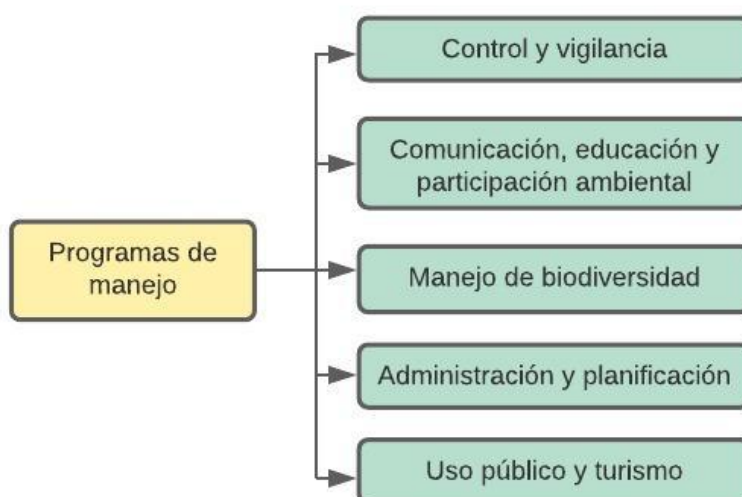 Control y vigilancia
Comunicación, educación y
participación ambiental
Programas de
manejo
Manejo de biodiversidad
Administración y planificación
Uso público y turismo